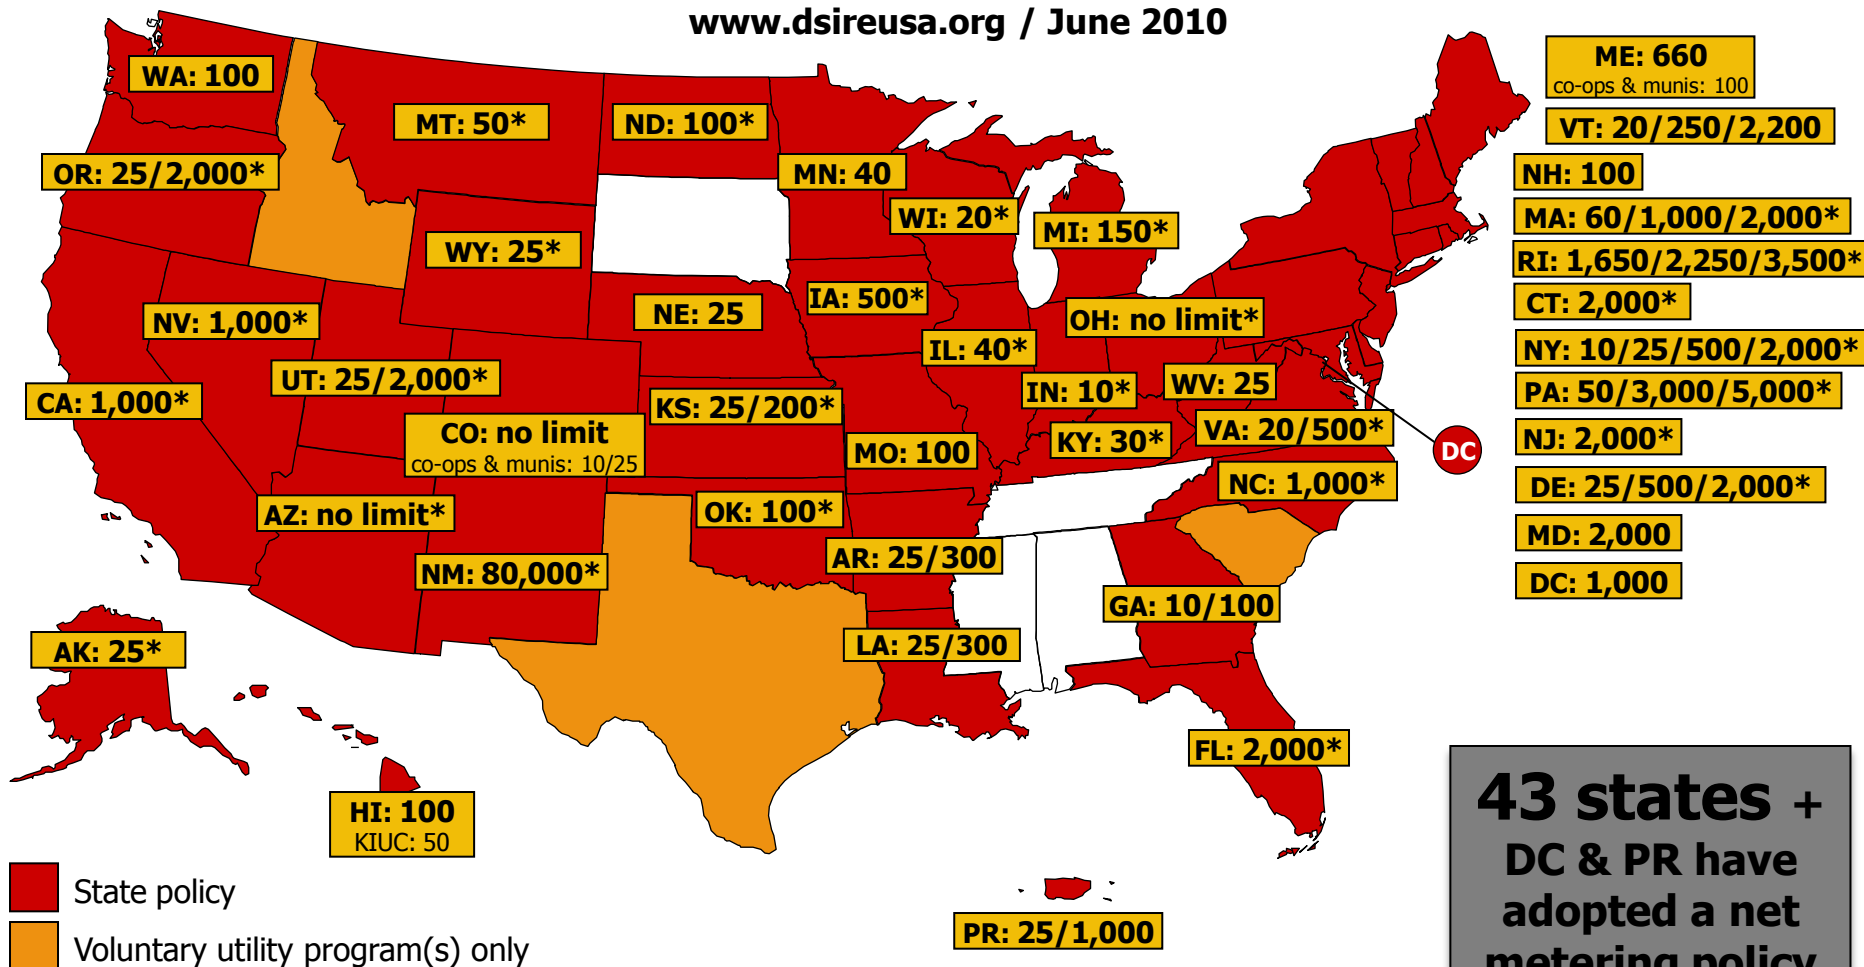 www.dsireusa.org / June 2010
WA: 100
OR: 25/2,000*
MT: 50*
ND: 100*
MN: 40
WI: 20*
MI: 150*
WY: 25*
NV: 1,000*
NE: 25
IA: 500*
OH: no limit*
IL: 40*
UT: 25/2,000*
CA: 1,000*
KS: 25/200*
IN: 10*
WV: 25
CO: no limit
co-ops & munis: 10/25
MO: 100
KY: 30*
VA: 20/500*
DC
NC: 1,000*
AZ: no limit*
OK: 100*
NM: 80,000*
AR: 25/300
GA: 10/100
LA: 25/300
AK: 25*
FL: 2,000*
HI: 100
KIUC: 50
PR: 25/1,000
ME: 660
co-ops & munis: 100
VT: 20/250/2,200
NH: 100
MA: 60/1,000/2,000*
RI: 1,650/2,250/3,500*
CT: 2,000*
NY: 10/25/500/2,000*
PA: 50/3,000/5,000*
NJ: 2,000*
DE: 25/500/2,000*
MD: 2,000
DC: 1,000
State policy
Voluntary utility program(s) only
43 states +
DC & PR have
adopted a net
metering policy